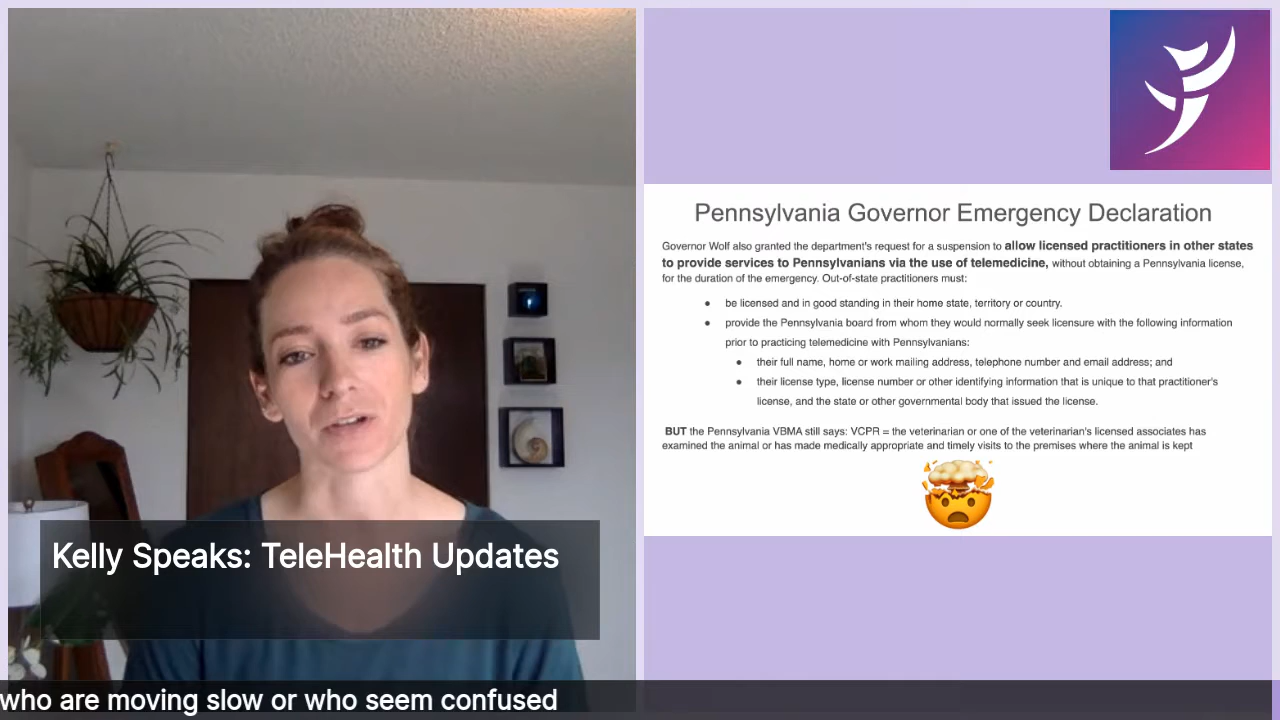 Kelly Speaks: TeleHealth Updates
who are moving slow or who seem confused
Pennsylvania Governor Emergency Declaration
Governor Wolf also granted the department's request for a suspension to allow licensed practitioners in other states
to provide services to Pennsylvanians via the use of telemedicine, without obtaining a Pennsylvania license,
for the duration of the emergency. Out-of-state practitioners must:
● be licensed and in good standing in their home state, territory or country.
● provide the Pennsylvania board from whom they would normally seek licensure with the following information
prior to practicing telemedicine with Pennsylvanians:
● their full name, home or work mailing address, telephone number and email address; and
● their license type, license number or other identifying information that is unique to that practitioner's
license, and the state or other governmental body that issued the license.
BUT the Pennsylvania VBMA still says: VCPR = the veterinarian or one of the veterinarian's licensed associates has
examined the animal or has made medically appropriate and timely visits to the premises where the animal is kept